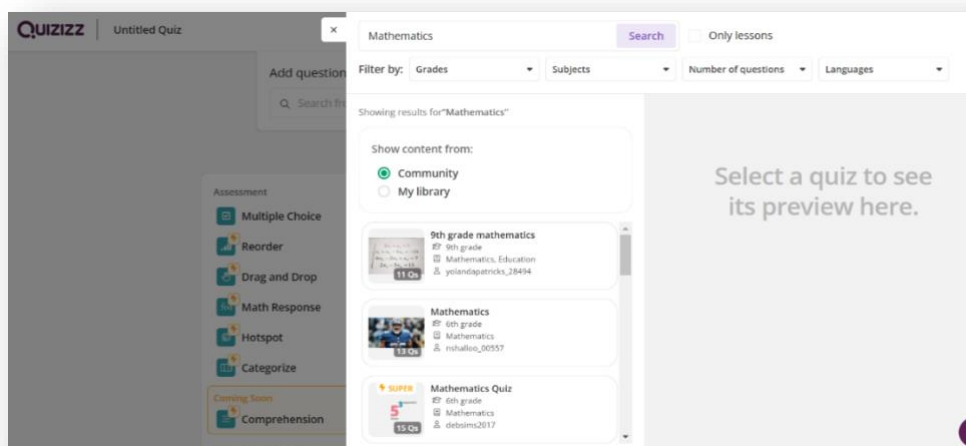 QUIZIZZ
Untitled Quiz
×
Mathematics
Search
Only lessons
Add question
Search fro
Filter by:
Grades
Subjects
Number of questions
Languages
Showing results for"Mathematics"
Show content from:
Community
My library
Select a quiz to see
its preview here.
Assessment
Multiple Choice
Reorder
Drag and Drop
Math Response
Hotspot
Categorize
Coming Soon
Comprehension
9th grade mathematics
9th grade
Mathematics, Education
yolandapatricks_28494
11 Qs
Mathematics
6th grade
Mathematics
nshalloo_00557
13 Qs
SUPER
Mathematics Quiz
6th grade
Mathematics
debsims2017
5
15 Qs